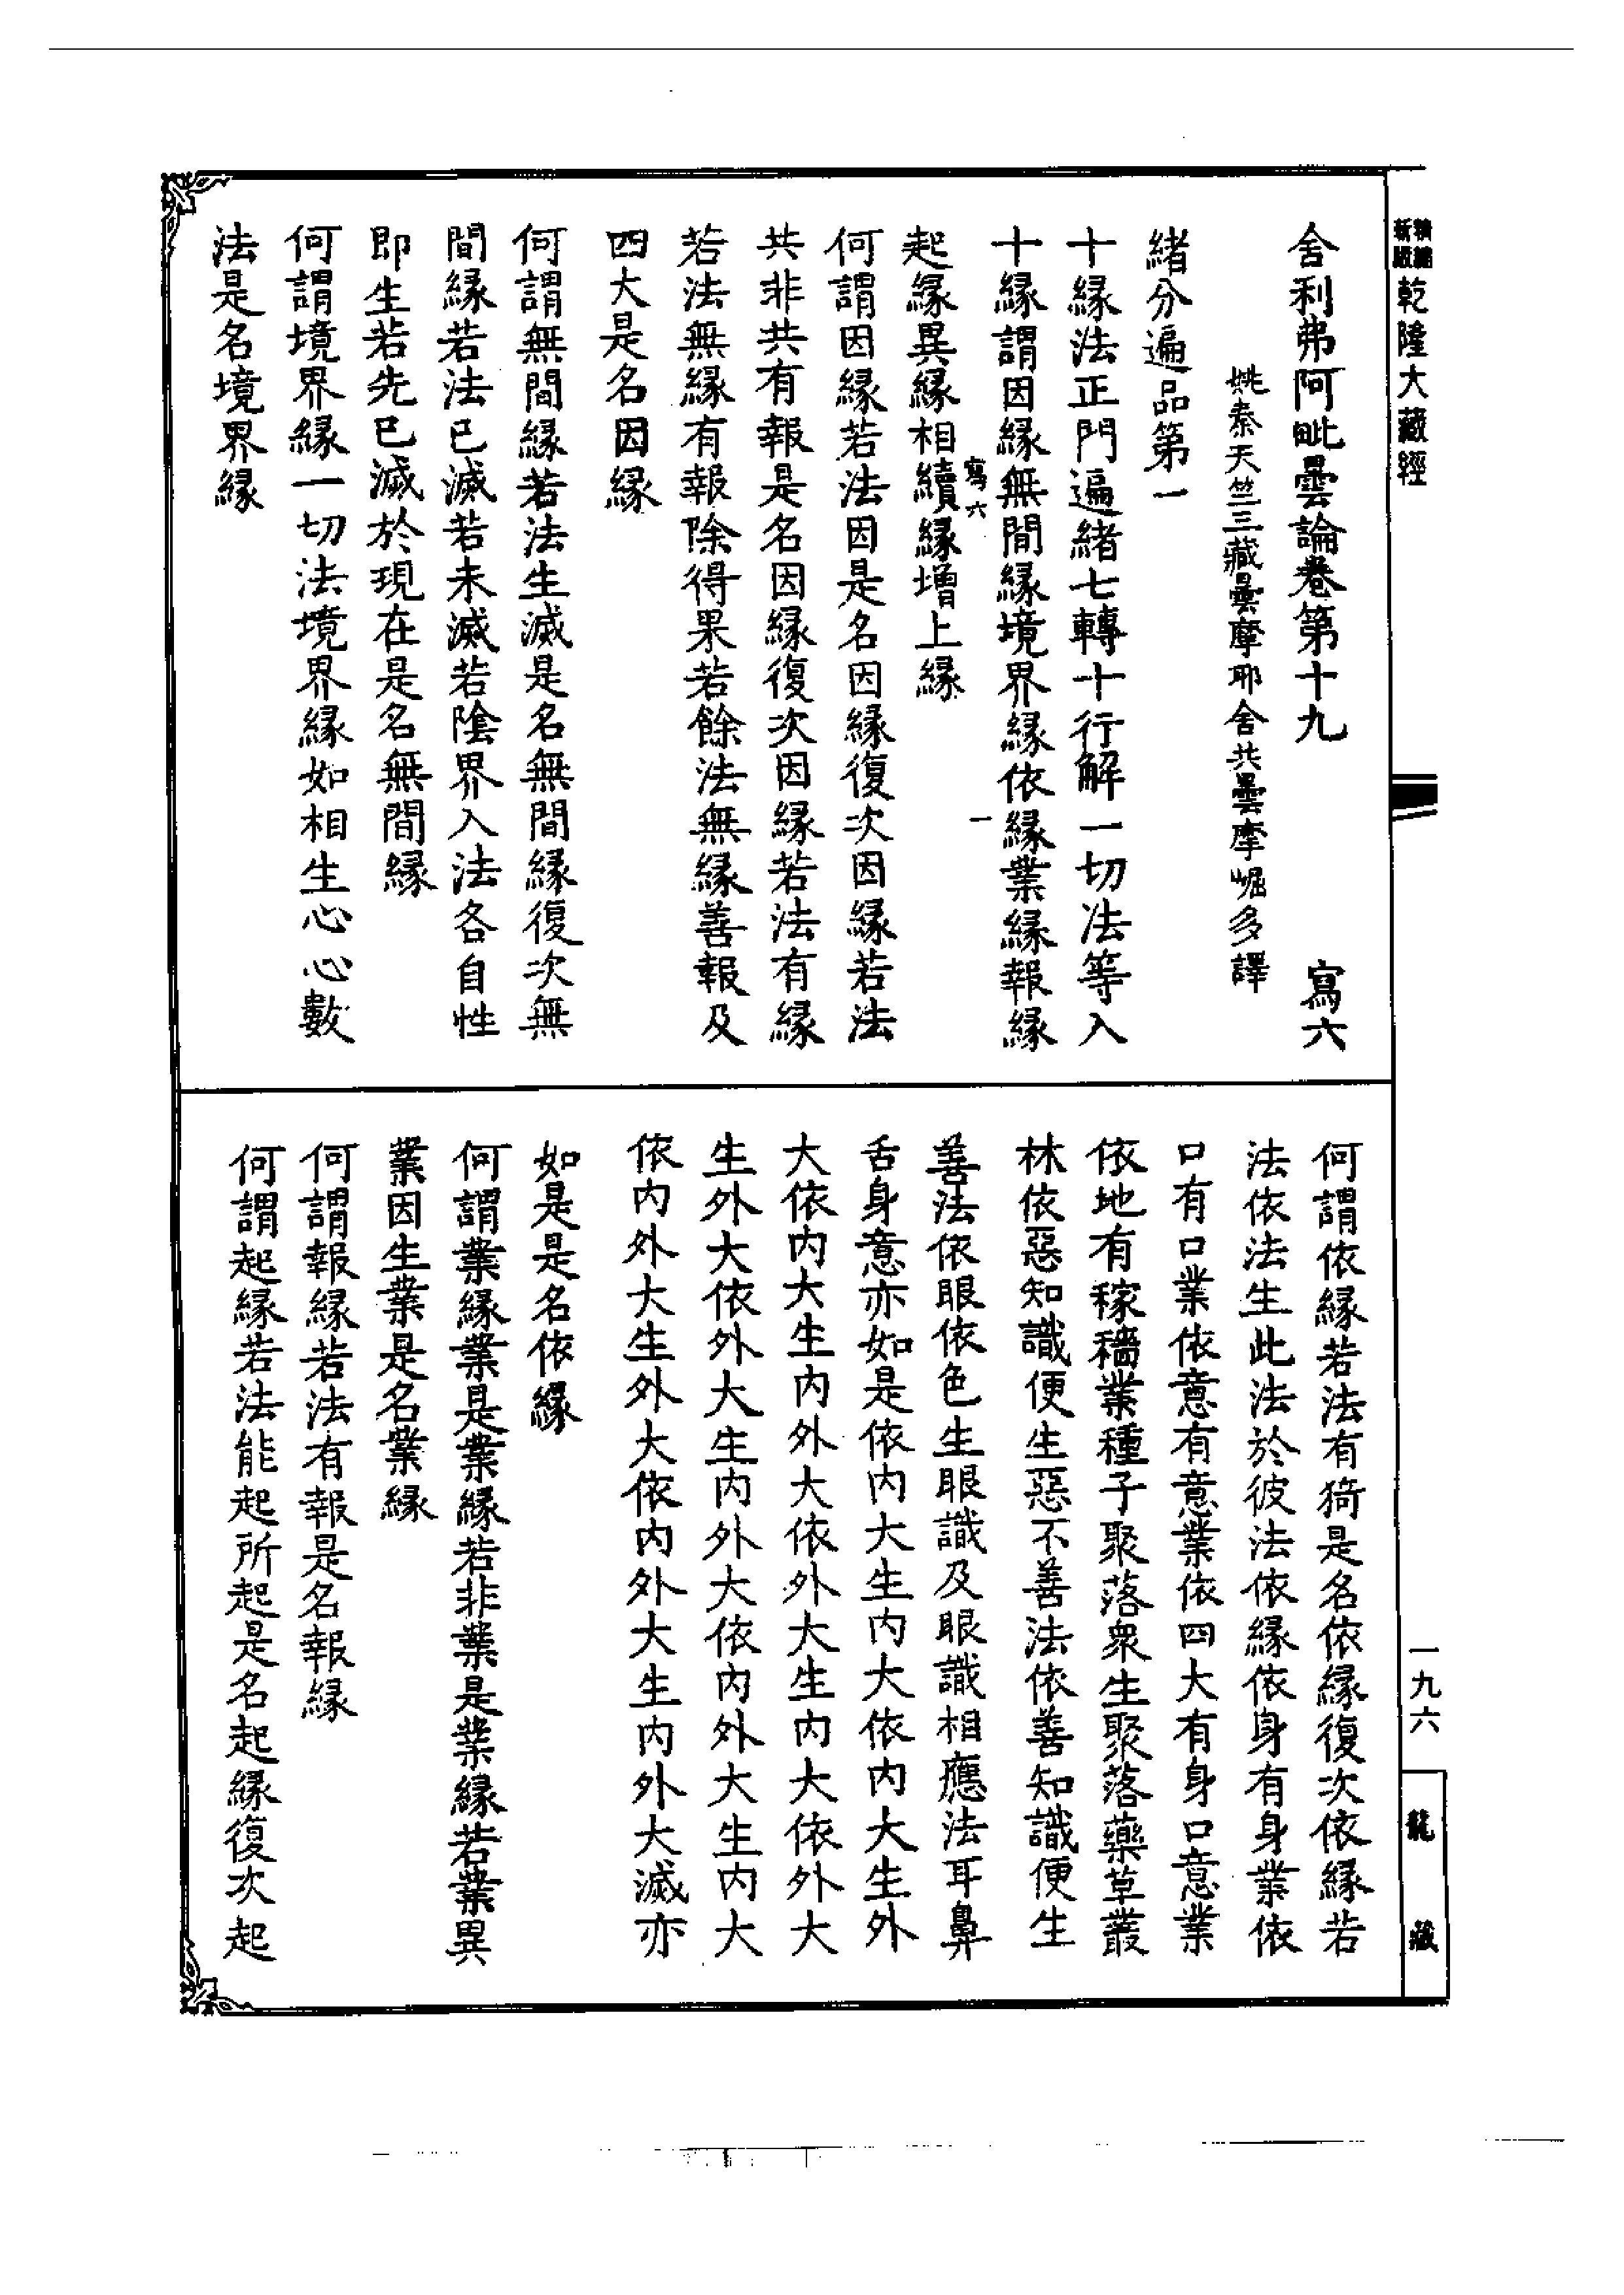 新版精縮乾隆大藏經
舍利弗阿毗曇論卷第十九 寫六
姚秦天竺三藏曇摩耶舍共曇摩崛多譯
緒分遍品第一
十緣法正門遍緒七轉十行解一切法等入
十緣謂因緣無間緣境界緣依緣業緣報緣
寫六 一
起緣異緣相續緣增上緣
何謂因緣若法因是名因緣復次因緣若法
共非共有報是名因緣復次因緣若法有緣
若法無緣有報除得果若餘法無緣善報及
四大是名因緣
何謂無間緣若法生滅是名無間緣復次無
間緣若法已滅若未滅若陰界入法各自性
即生若先已滅於現在是名無間緣
何謂境界緣一切法境界緣如相生心心數
法是名境界緣
何謂依緣若法有猗是名依緣復次依緣若
法依法生此法於彼法依緣依身有身業依
口有口業依意有意業依四大有身口意業
依地有稼穡業種子聚落眾生聚落藥草叢
林依惡知識便生惡不善法依善知識便生
善法依眼依色生眼識及眼識相應法耳鼻
舌身意亦如是依內大生內大依內大生外
大依內大生內外大依外大生內大依外大
生外大依外大生內外大依內外大生內大
依內外大生外大依內外大生內外大滅亦
如是是名依緣
何謂業緣業是業緣若非業是業緣若業異
業因生業是名業緣
何謂報緣若法有報是名報緣
何謂起緣若法能起所起是名起緣復次起
一九六
龍藏